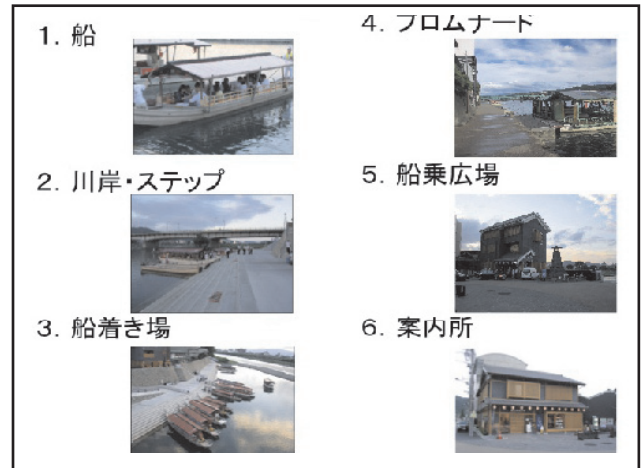 1. 船
2. 川岸・ステップ
3. 船着き場
4. プロムナード
5. 船乗広場
6. 案内所